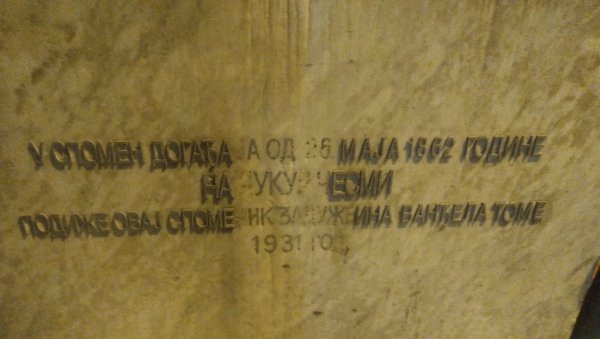 У СПОМЕН ДОГАЂАЈА ОД 26. МАЈА 1862 ГОДИНЕ
НА ЧУКУР ЧЕСМИ
ПОДИЖЕ ОВАЈ СПОМЕНИК ЗАДУЖБИНА ВАНЂЕЛА ТОМЕ
1931 ГОД.